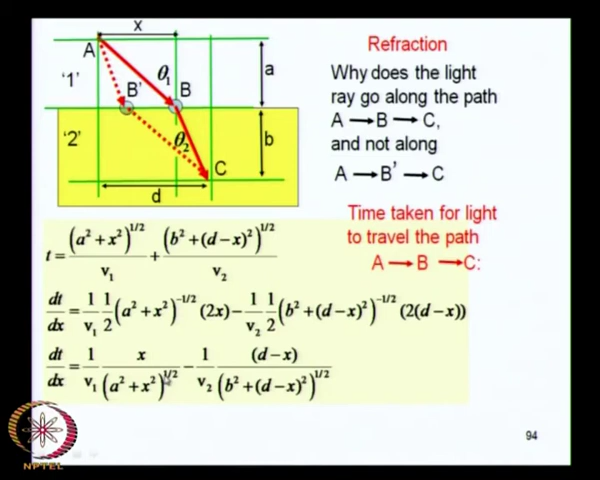 x
A
θ₁
B'
B
a
'1'
'2'
θ₂
b
C
d
Refraction
Why does the light
ray go along the path
A → B → C,
and not along
A → B' → C
Time taken for light
to travel the path
A → B → C:
t = (a² + x²)^{1/2} / v₁ + (b² + (d − x)²)^{1/2} / v₂
dt/dx = 1/v₁ 1/2 (a² + x²)^{−1/2} (2x) − 1/v₂ 1/2 (b² + (d − x)²)^{−1/2} (2(d − x))
dt/dx = 1/v₁ x / (a² + x²)^{1/2} − 1/v₂ (d − x) / (b² + (d − x)²)^{1/2}
94
NPTEL